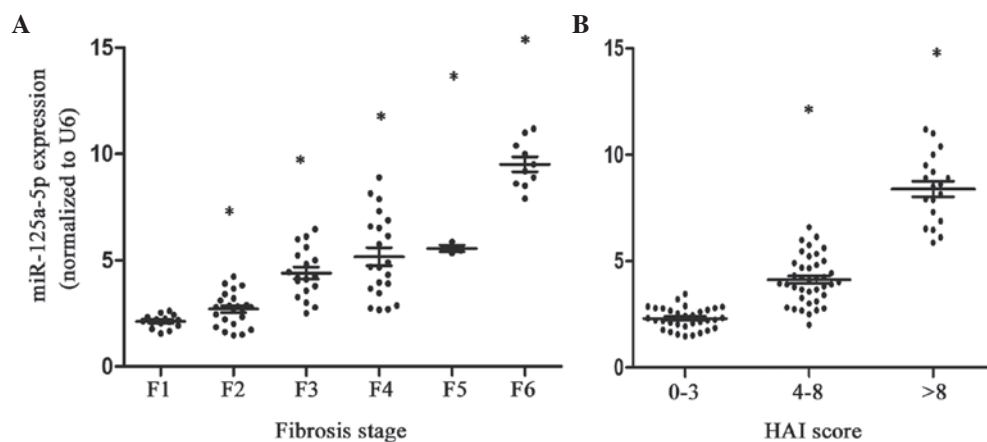 A
B
miR-125a-5p expression
(normalized to U6)
15
10
5
0
*
*
*
*
*
F1 F2 F3 F4 F5 F6
Fibrosis stage
15
10
5
0
*
*
0-3 4-8 >8
HAI score